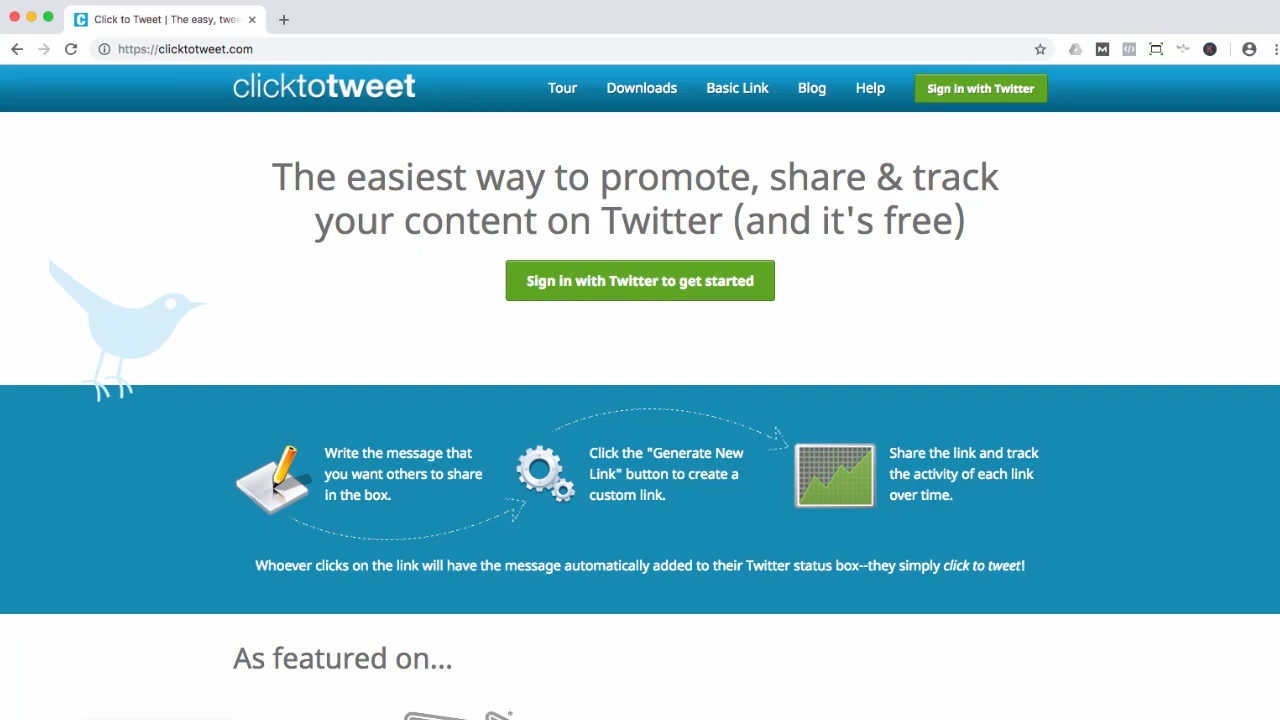 Click to Tweet | The easy, twee
https://clicktotweet.com
clicktotweet
Tour
Downloads
Basic Link
Blog
Help
Sign in with Twitter
The easiest way to promote, share & track
your content on Twitter (and it's free)
Sign in with Twitter to get started
Write the message that
you want others to share
in the box.
Click the "Generate New
Link" button to create a
custom link.
Share the link and track
the activity of each link
over time.
Whoever clicks on the link will have the message automatically added to their Twitter status box--they simply click to tweet!
As featured on...